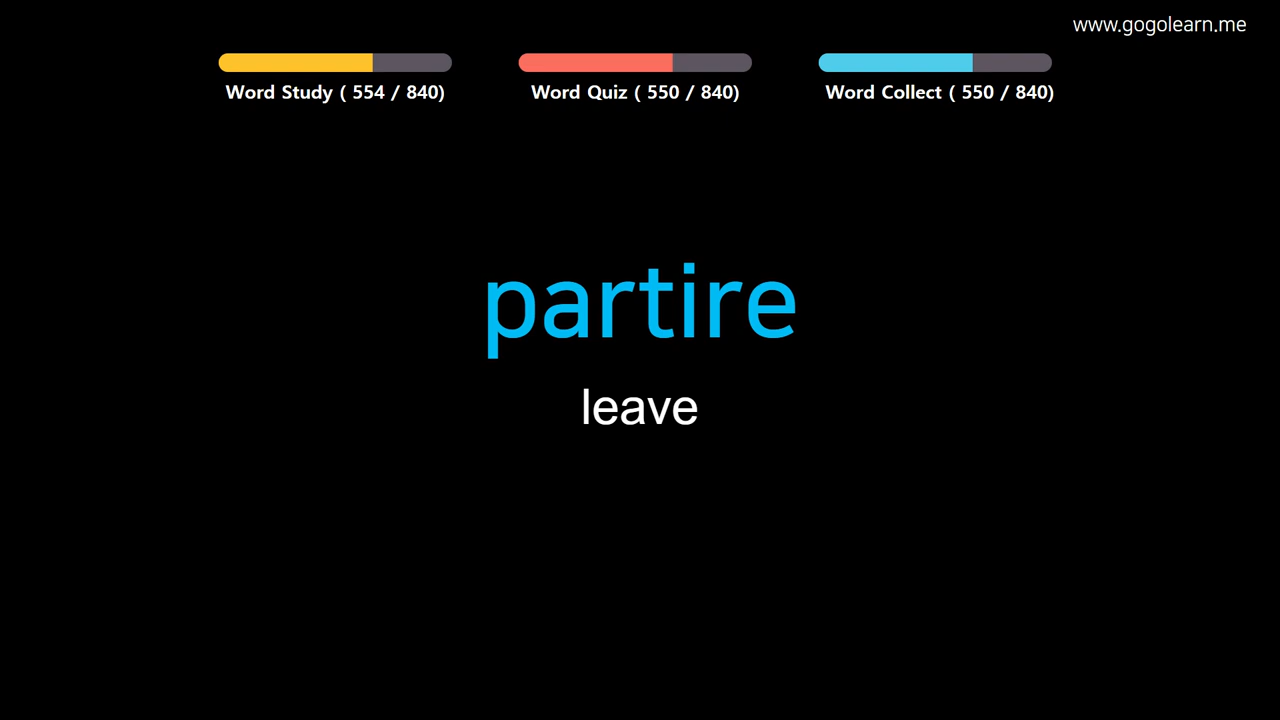 www.gogolearn.me
Word Study ( 554 / 840)
Word Quiz ( 550 / 840)
Word Collect ( 550 / 840)
partire
leave